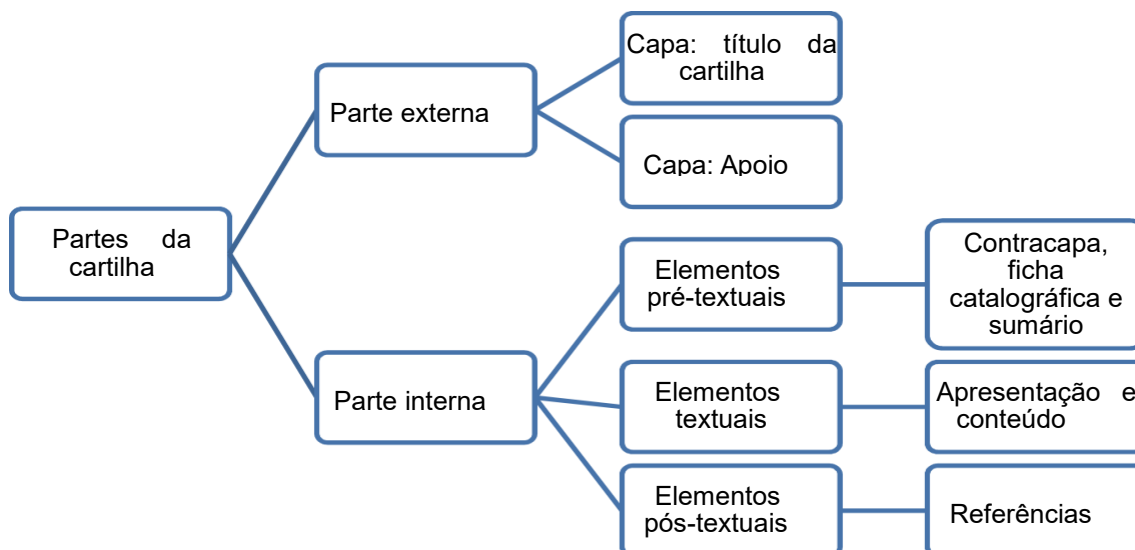 Partes da
cartilha
Parte externa
Capa: título da
cartilha
Capa: Apoio
Parte interna
Elementos
pré-textuais
Contracapa,
ficha
catalográfica e
sumário
Elementos
textuais
Apresentação e
conteúdo
Elementos
pós-textuais
Referências